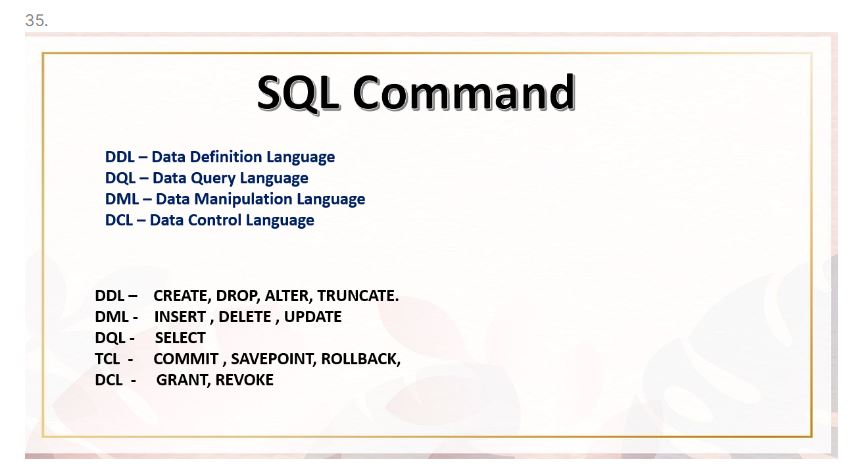 35.
SQL Command
DDL – Data Definition Language
DQL – Data Query Language
DML – Data Manipulation Language
DCL – Data Control Language
DDL – CREATE, DROP, ALTER, TRUNCATE.
DML - INSERT , DELETE , UPDATE
DQL - SELECT
TCL - COMMIT , SAVEPOINT, ROLLBACK,
DCL - GRANT, REVOKE